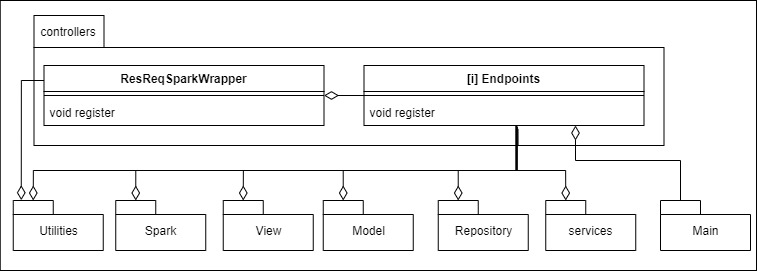 controllers
ResReqSparkWrapper
[i] Endpoints
void register
void register
Utilities
Spark
View
Model
Repository
services
Main